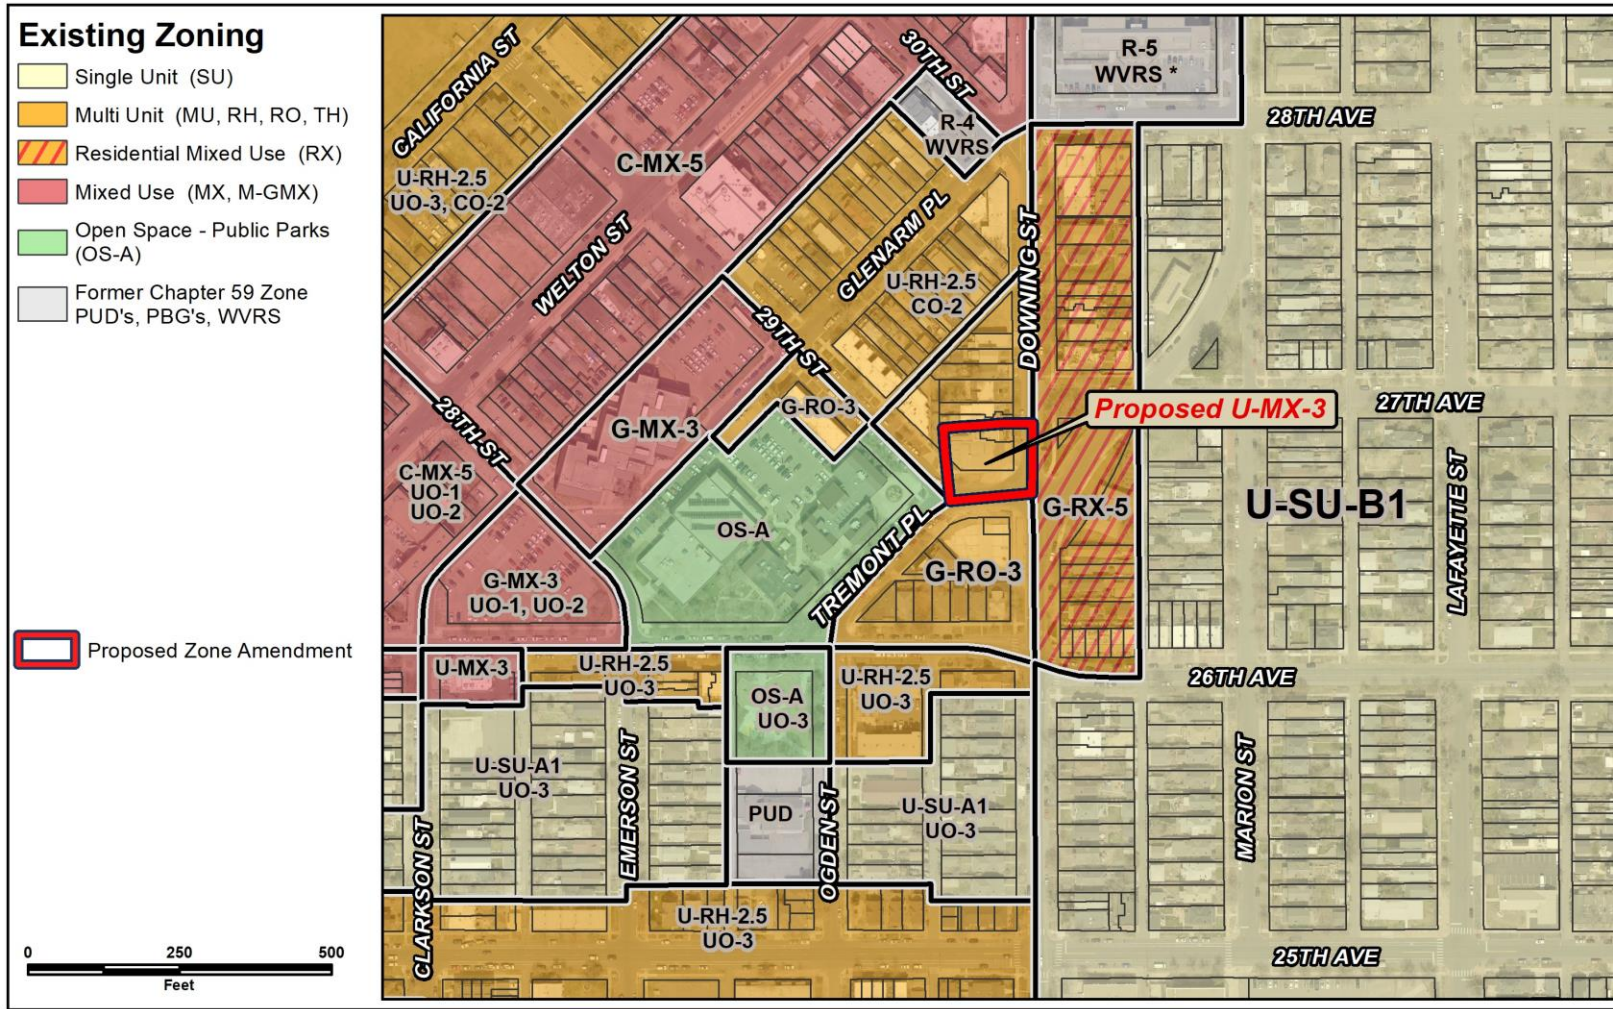 Existing Zoning
Single Unit (SU)
Multi Unit (MU, RH, RO, TH)
Residential Mixed Use (RX)
Mixed Use (MX, M-GMX)
Open Space - Public Parks
(OS-A)
Former Chapter 59 Zone
PUD's, PBG's, WVRS
Proposed Zone Amendment
0 250 500
Feet
CALIFORNIA ST
30TH ST
R-5
WVRS *
28TH AVE
R-4
WVRS
C-MX-5
U-RH-2.5
UO-3, CO-2
WELTON ST
GLENARM PL
U-RH-2.5
CO-2
DOWNING ST
29TH ST
Proposed U-MX-3
27TH AVE
G-RO-3
28TH ST
G-MX-3
C-MX-5
UO-1
UO-2
OS-A
G-RX-5
U-SU-B1
LAFAYETTE ST
G-MX-3
UO-1, UO-2
TREMONT PL
G-RO-3
U-MX-3
U-RH-2.5
UO-3
OS-A
UO-3
U-RH-2.5
UO-3
26TH AVE
U-SU-A1
UO-3
EMERSON ST
PUD
OGDEN ST
U-SU-A1
UO-3
MARION ST
CLARKSON ST
U-RH-2.5
UO-3
25TH AVE